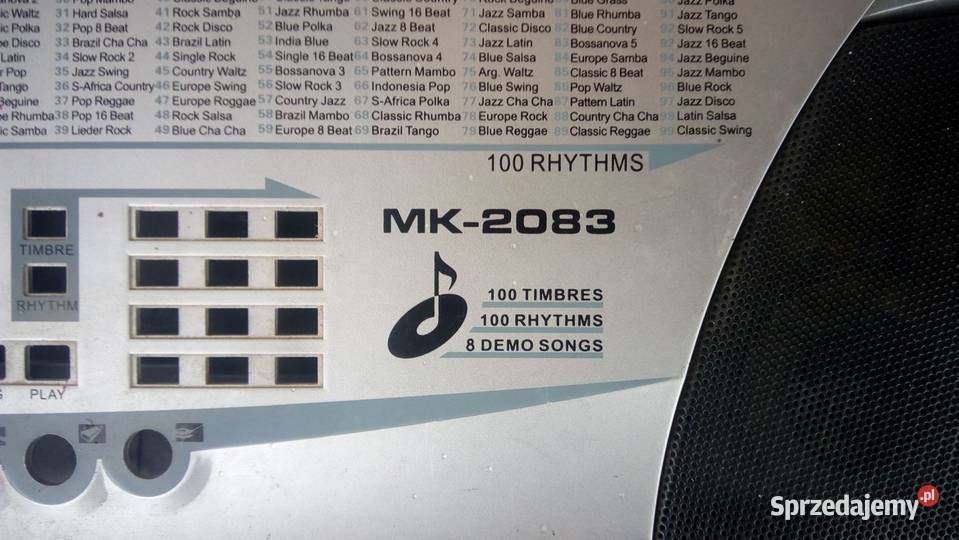 31 Hard Salsa 41 Rock Samba 51 Jazz Rhumba 61 Swing 16 Beat 71 Jazz Samba 81 Blue Rhumba 91 Jazz Tango
c Polka 32 Pop 8 Beat 42 Rock Disco 52 Blue Polka 62 Jazz 8 Beat 72 Classic Disco 82 Blue Country 92 Slow Rock 5
Disco 33 Brazil Cha Cha 43 Brazil Latin 53 India Blue 63 Slow Rock 4 73 Jazz Latin 83 Bossanova 5 Jazz 16 Beat
Latin 34 Slow Rock 2 44 Single Rock 54 Single 16 Beat 64 Bossanova 4 74 Blue Salsa 84 Europe Samba 94 Jazz Beguine
Pop 35 Jazz Swing 45 Country Waltz 55 Bossanova 3 65 Pattern Mambo 75 Arg. Waltz 85 Classic 8 Beat Jazz Mambo
Tango 36 S-Africa Country 46 Europe Swing 56 Slow Rock 3 66 Indonesia Pop 76 Blue Swing 86 Pop Waltz 96 Blue Rock
Beguine 37 Pop Reggae 47 Europe Roggae 57 Country Jazz 67 S-Africa Polka 77 Jazz Cha Cha 87 Pattern Latin 97 Jazz Disco
Rhumba 38 Pop 16 Beat 48 Rock Salsa 58 Brazil Mambo 68 Classic Rhumba 78 Europe Rock 88 Country Cha Cha 98 Latin Salsa
ic Samba 39 Lieder Rock 49 Blue Cha Cha 59 Europe 8 Beat 69 Brazil Tango 79 Blue Reggae 89 Classic Reggae 99 Classic Swing
100 RHYTHMS
MK-2083
TIMBRE
RHYTHM
100 TIMBRES
100 RHYTHMS
8 DEMO SONGS
PLAY
Sprzedajemy.pl